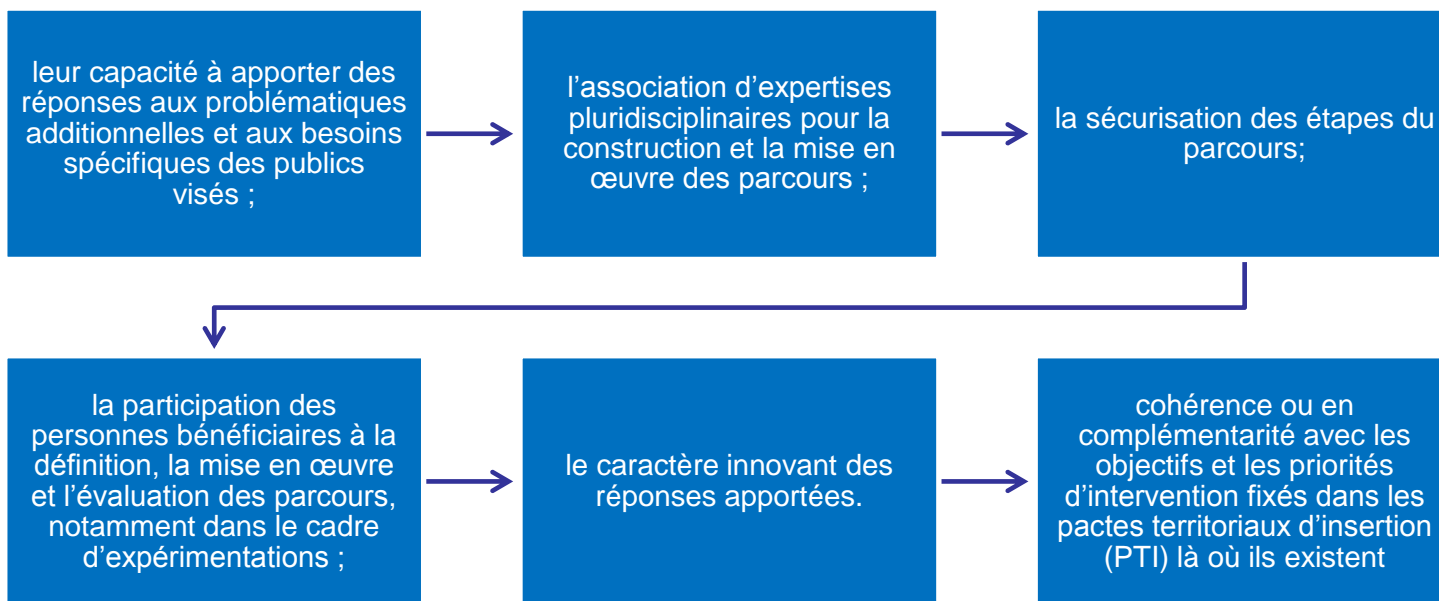 leur capacité à apporter des
réponses aux problématiques
additionnelles et aux besoins
spécifiques des publics
visés ;
l’association d’expertises
pluridisciplinaires pour la
construction et la mise en
œuvre des parcours ;
la sécurisation des étapes du
parcours;
la participation des
personnes bénéficiaires à la
définition, la mise en œuvre
et l’évaluation des parcours,
notamment dans le cadre
d’expérimentations ;
le caractère innovant des
réponses apportées.
cohérence ou en
complémentarité avec les
objectifs et les priorités
d’intervention fixés dans les
pactes territoriaux d’insertion
(PTI) là où ils existent